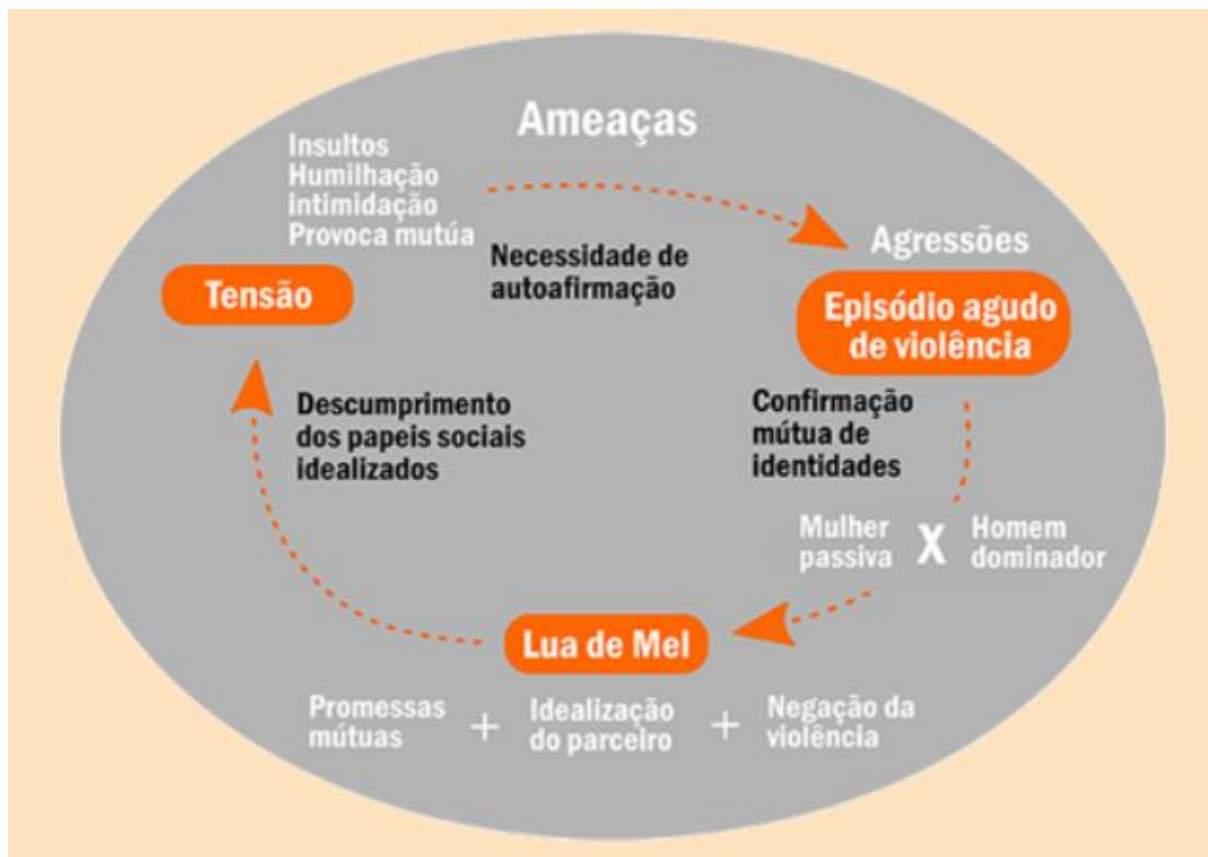 Ameaças
Insultos
Humilhação
intimidação
Provoca mutúa
Necessidade de
autoafirmação
Tensão
Agressões
Episódio agudo
de violência
Descumprimento
dos papeis sociais
idealizados
Confirmação
mútua de
identidades
Mulher
passiva
X
Homem
dominador
Lua de Mel
Promessas
mútuas
+
Idealização
do parceiro
+
Negação da
violência